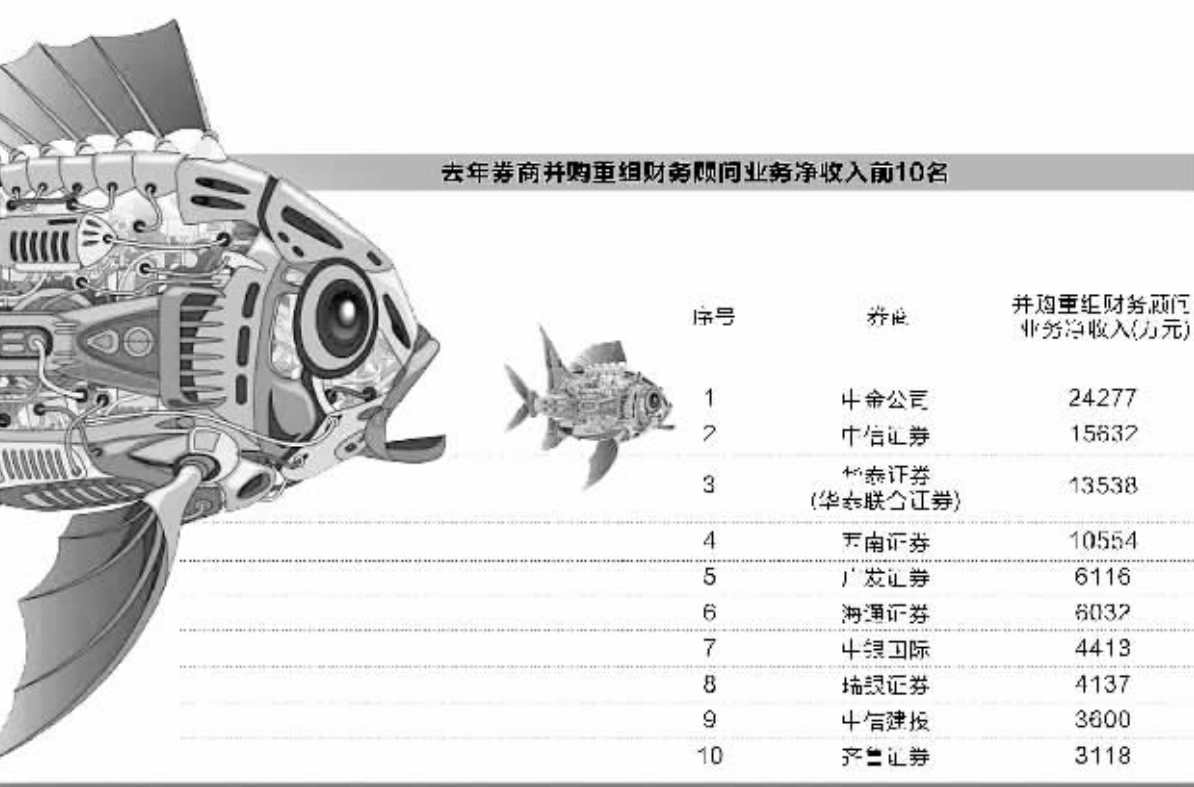 去年券商并购重组财务顾问业务净收入前10名
序号 券商 并购重组财务顾问
业务净收入(万元)
1 中金公司 24277
2 中信证券 15632
3 华泰证券
(华泰联合证券) 13538
4 西南证券 10554
5 广发证券 6116
6 海通证券 6032
7 中银国际 4413
8 瑞银证券 4137
9 中信建投 3600
10 齐鲁证券 3118